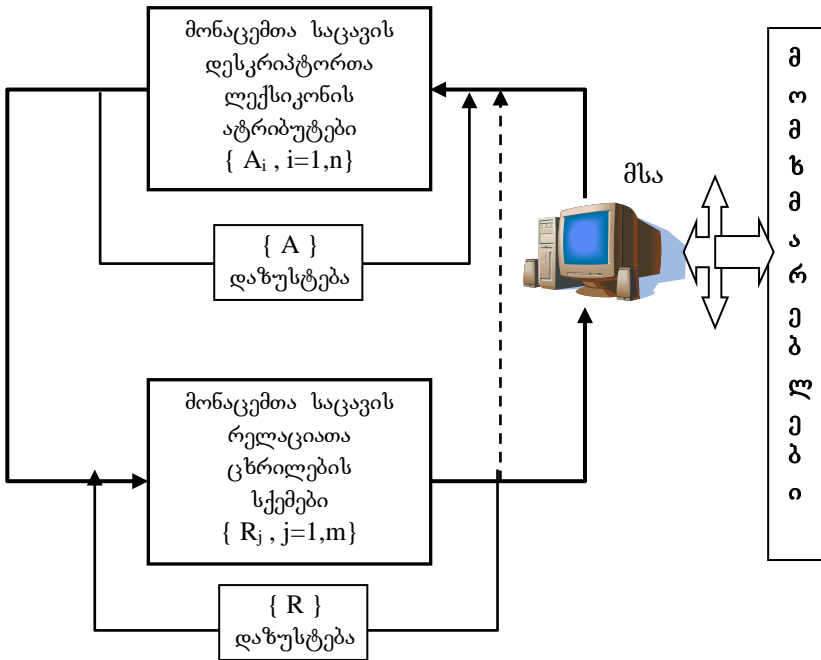 მონაცემთა საცავის
დესკრიპტორთა
ლექსიკონის
ატრიბუტები
{ Aᵢ , i=1,n}
{ A }
დაზუსტება
მსა
მონაცემთა საცავის
რელაციათა
ცხრილების
სქემები
{ Rⱼ , j=1,m}
{ R }
დაზუსტება
მ
ო
მ
ხ
მ
ა
რ
ე
ბ
ლ
ე
ბ
ი